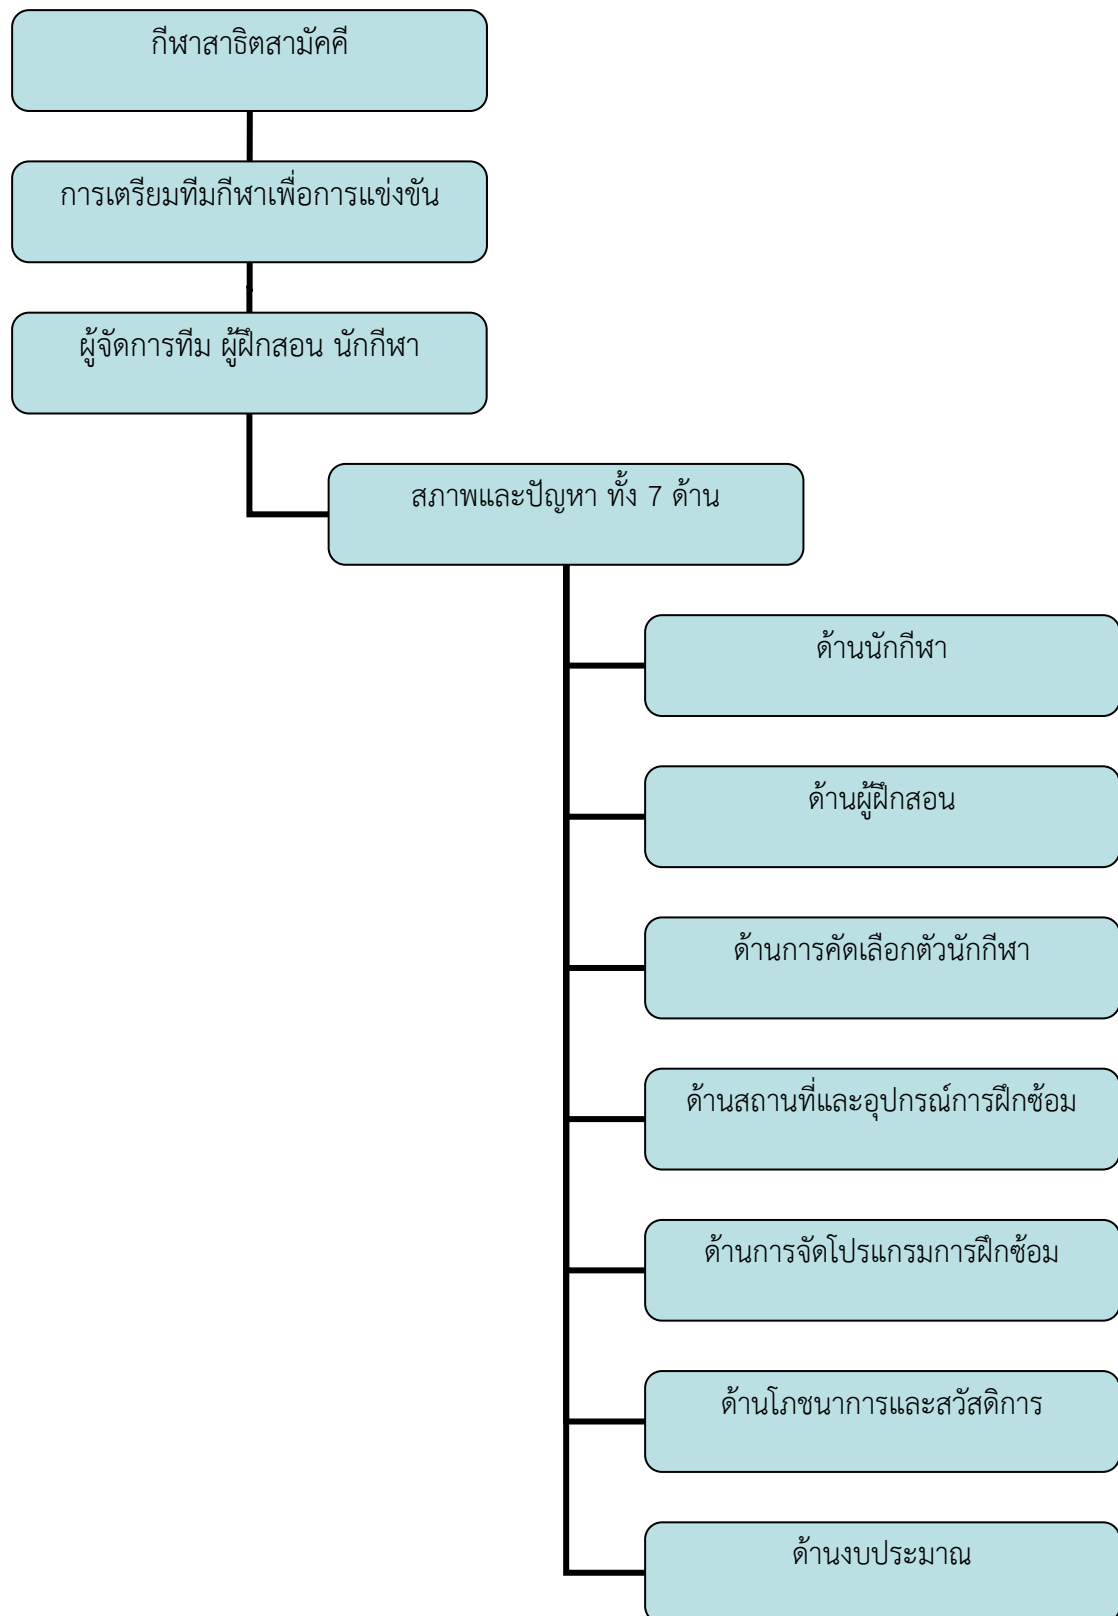 กีฬาสาธิตสามัคคี
การเตรียมทีมกีฬาเพื่อการแข่งขัน
ผู้จัดการทีม ผู้ฝึกสอน นักกีฬา
สภาพและปัญหา ทั้ง 7 ด้าน
ด้านนักกีฬา
ด้านผู้ฝึกสอน
ด้านการคัดเลือกตัวนักกีฬา
ด้านสถานที่และอุปกรณ์การฝึกซ้อม
ด้านการจัดโปรแกรมการฝึกซ้อม
ด้านโภชนาการและสวัสดิการ
ด้านงบประมาณ